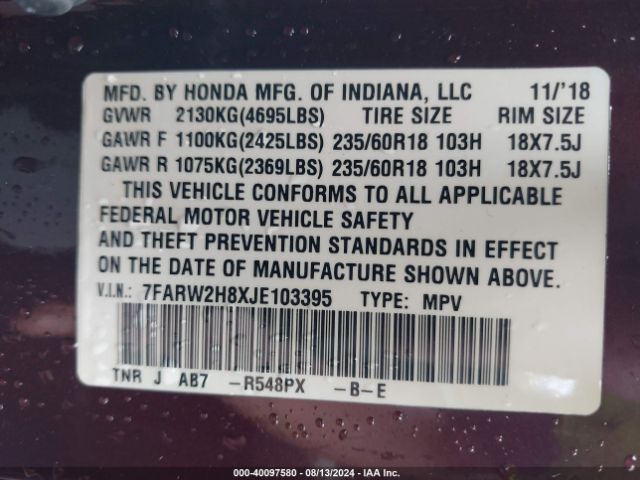 MFD. BY HONDA MFG. OF INDIANA, LLC 11/'18
GVWR 2130KG(4695LBS) TIRE SIZE RIM SIZE
GAWR F 1100KG(2425LBS) 235/60R18 103H 18X7.5J
GAWR R 1075KG(2369LBS) 235/60R18 103H 18X7.5J
THIS VEHICLE CONFORMS TO ALL APPLICABLE
FEDERAL MOTOR VEHICLE SAFETY
AND THEFT PREVENTION STANDARDS IN EFFECT
ON THE DATE OF MANUFACTURE SHOWN ABOVE.
V.I.N.: 7FARW2H8XJE103395 TYPE: MPV
TNR J AB7 -R548PX -B-E
000-40097580 - 08/13/2024 - IAA Inc.